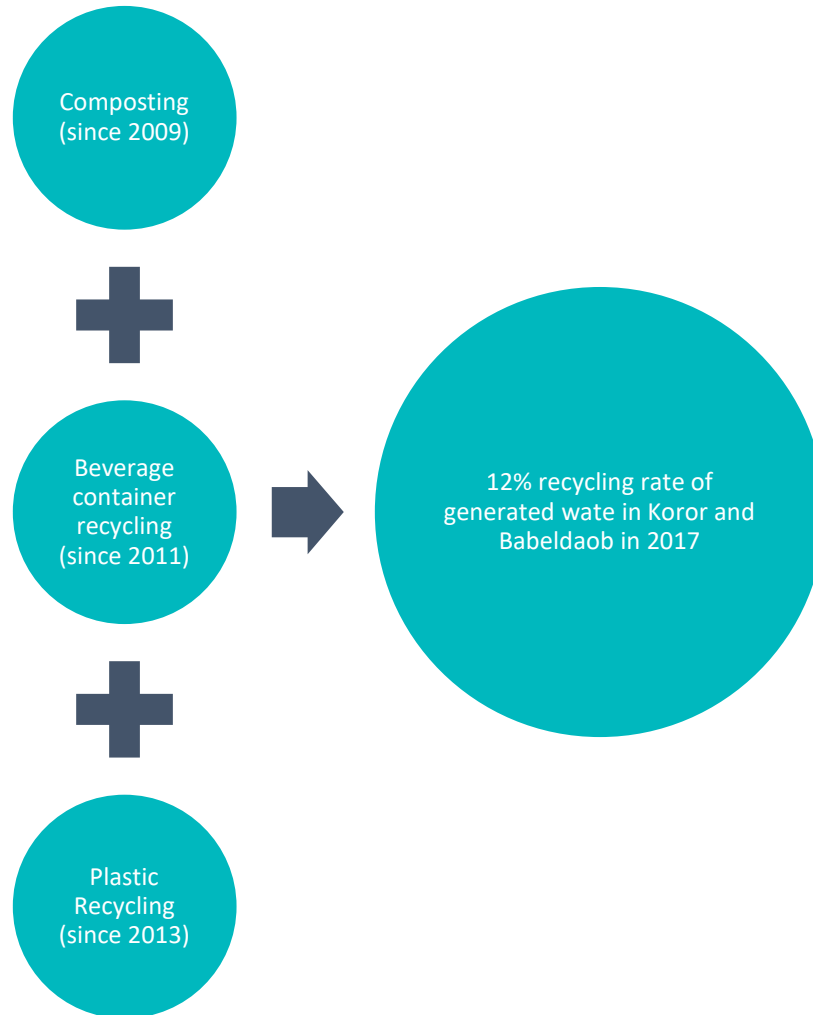 Composting
(since 2009)
Beverage
container
recycling
(since 2011)
12% recycling rate of
generated wate in Koror and
Babeldaob in 2017
Plastic
Recycling
(since 2013)